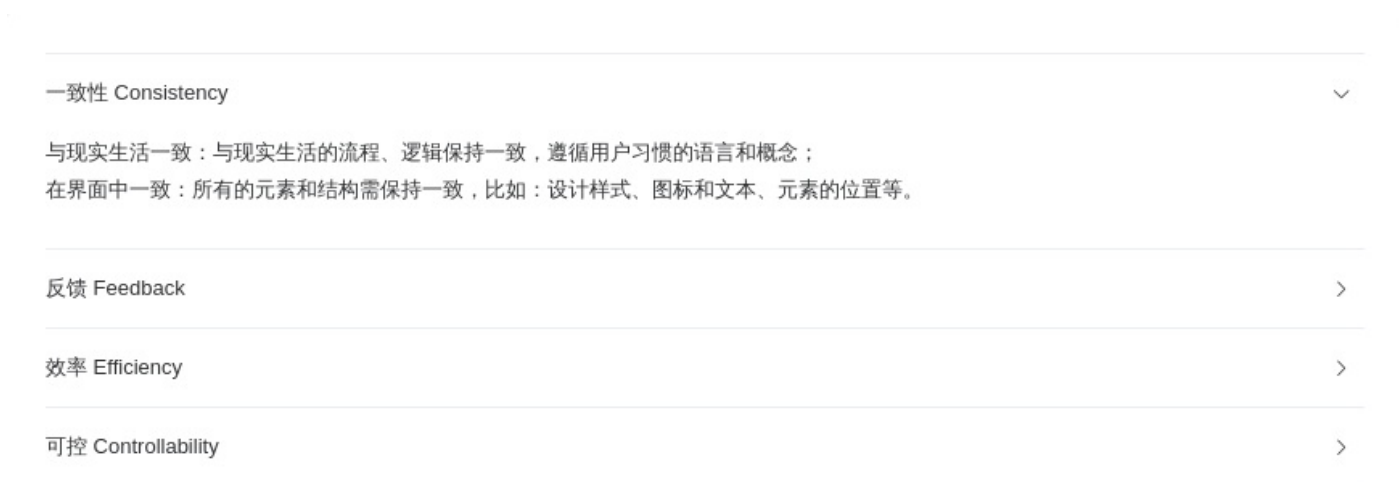 一致性 Consistency
与现实生活一致：与现实生活的流程、逻辑保持一致，遵循用户习惯的语言和概念；
在界面中一致：所有的元素和结构需保持一致，比如：设计样式、图标和文本、元素的位置等。
反馈 Feedback
效率 Efficiency
可控 Controllability